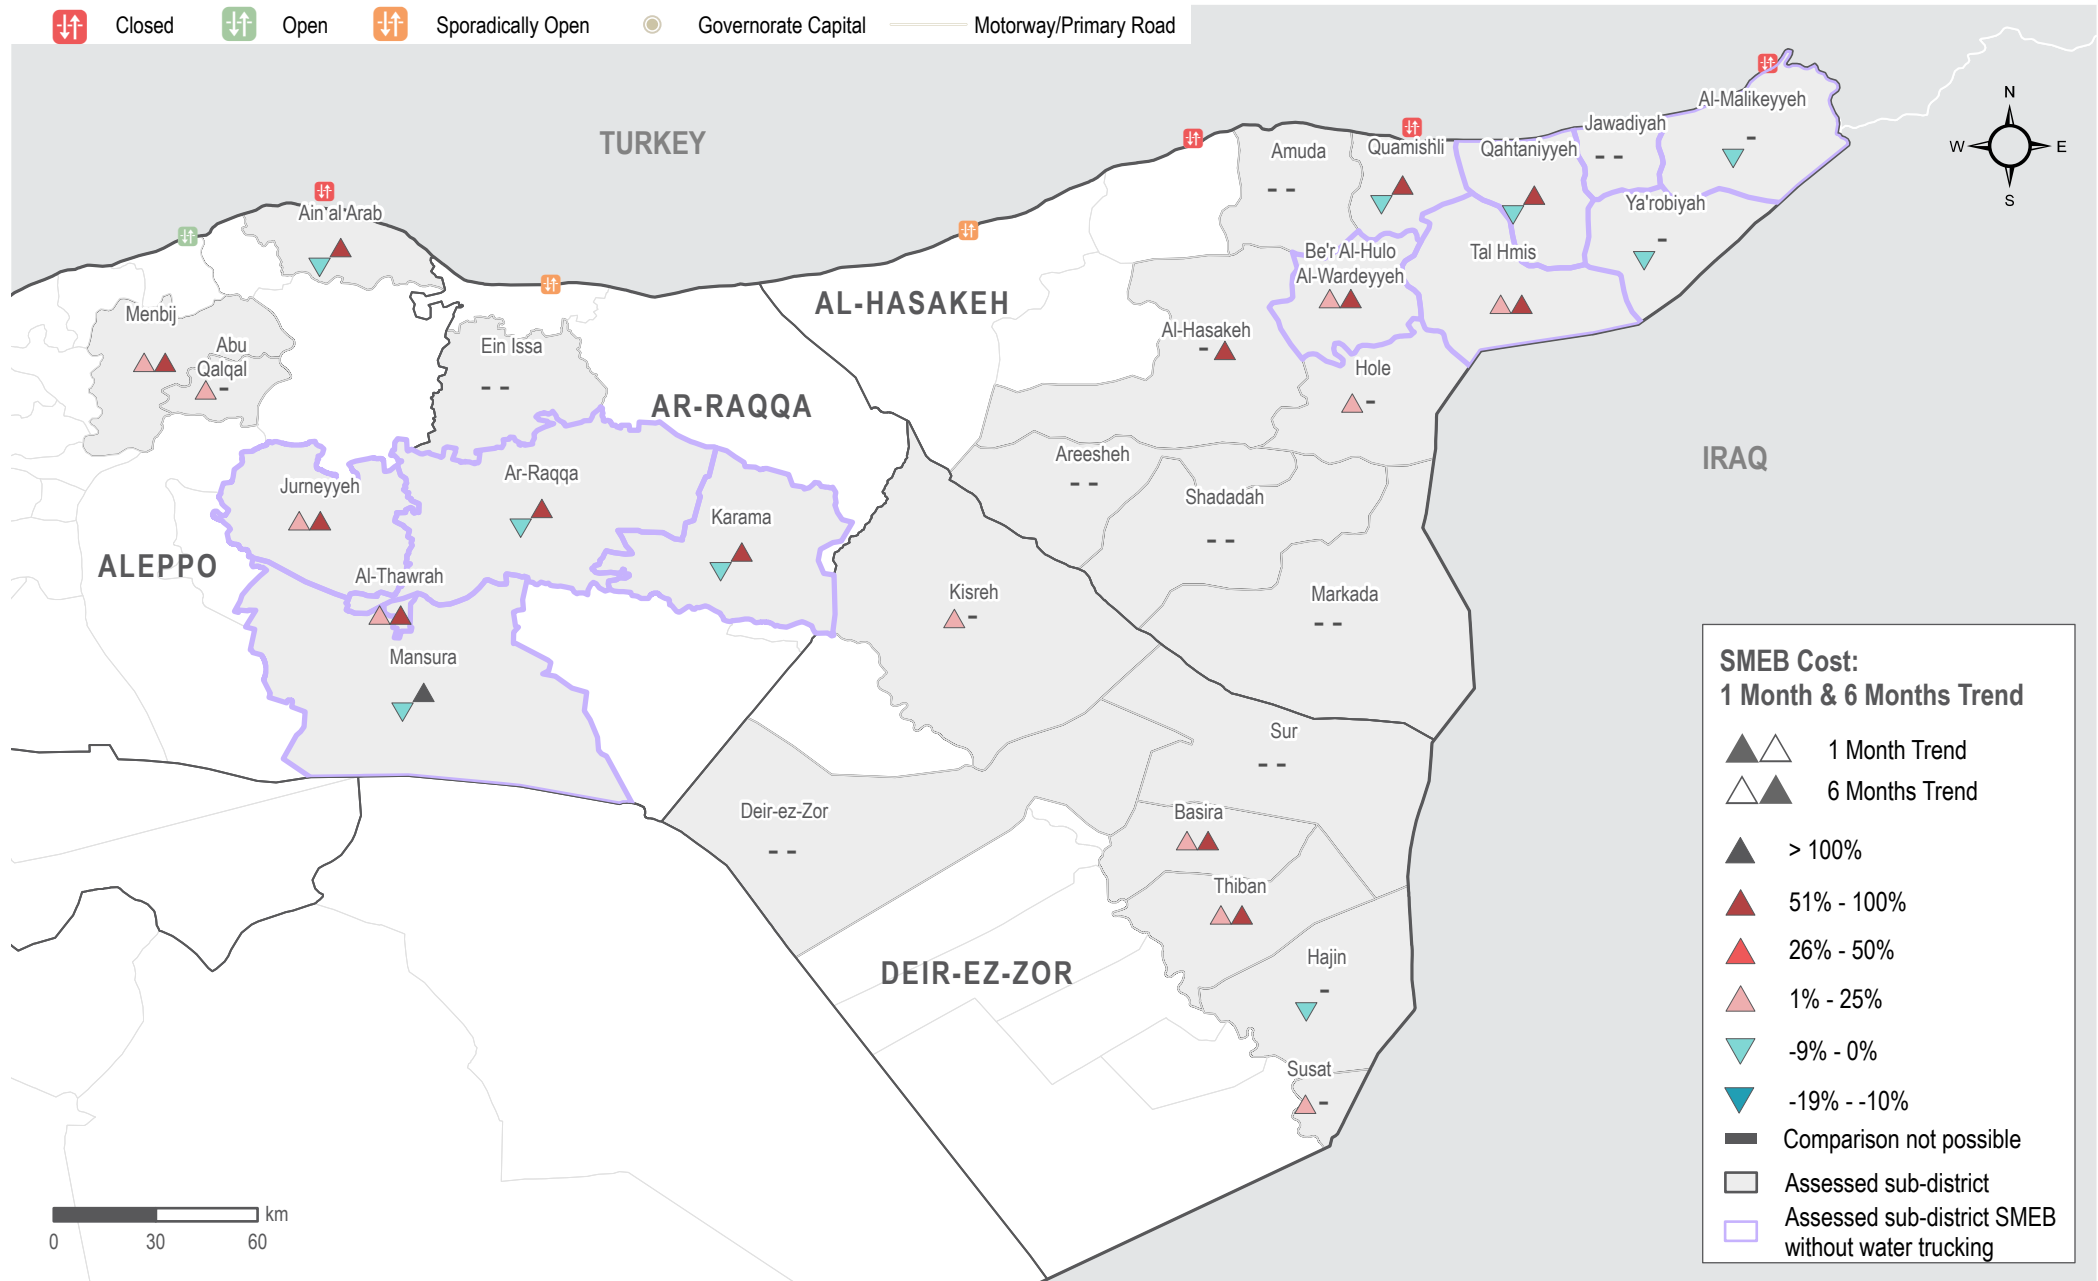 Closed
Open
Sporadically Open
Governorate Capital
Motorway/Primary Road
TURKEY
N
W
E
S
Al-Malikeyyeh
-
Jawadiyah
- -
Qahtaniyyeh
Quamishli
Amuda
- -
Ya'robiyah
-
Ain al Arab
Be'r Al-Hulo
Al-Wardeyyeh
Tal Hmis
AL-HASAKEH
Menbij
Abu
Qalqal
-
Ein Issa
- -
Al-Hasakeh
-
Hole
-
AR-RAQQA
IRAQ
Areesheh
- -
Ar-Raqqa
Jurneyyeh
Shadadah
- -
Karama
ALEPPO
Al-Thawrah
Kisreh
-
Markada
- -
Mansura
Sur
- -
Deir-ez-Zor
- -
Basira
Thiban
DEIR-EZ-ZOR
Hajin
-
Susat
-
SMEB Cost:
1 Month & 6 Months Trend
1 Month Trend
6 Months Trend
> 100%
51% - 100%
26% - 50%
1% - 25%
-9% - 0%
-19% - -10%
Comparison not possible
Assessed sub-district
Assessed sub-district SMEB
without water trucking
km
0 30 60